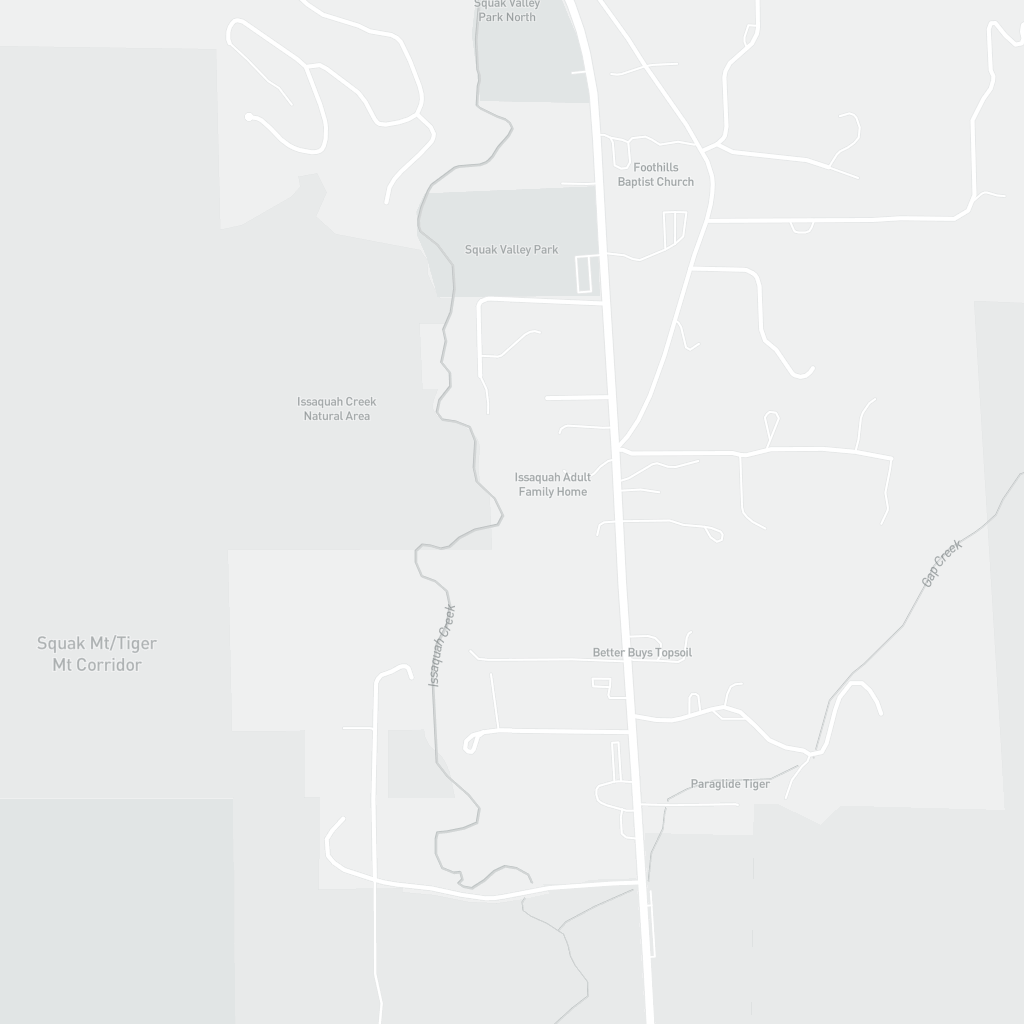 Squak Valley
Park North
Foothills
Baptist Church
Squak Valley Park
Issaquah Creek
Natural Area
Issaquah Adult
Family Home
Gap Creek
Issaquah Creek
Squak Mt/Tiger
Mt Corridor
Better Buys Topsoil
Paraglide Tiger